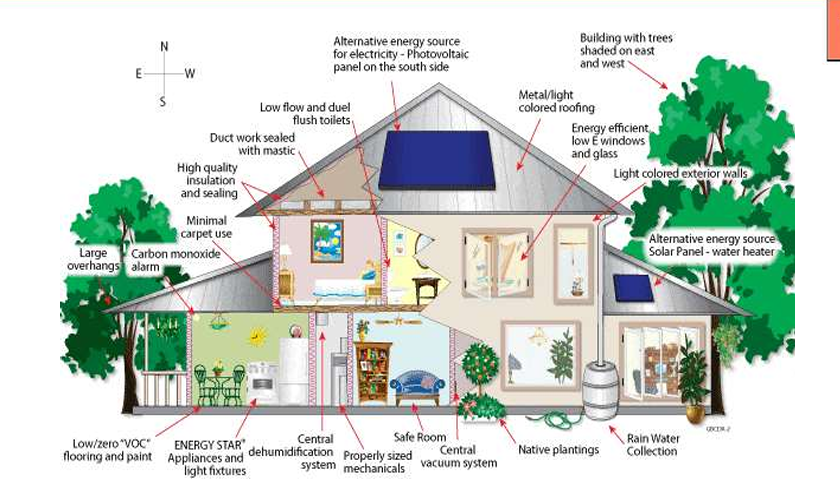 N
E
W
S
Alternative energy source
for electricity - Photovoltaic
panel on the south side
Building with trees
shaded on east
and west
Low flow and duel
flush toilets
Metal/light
colored roofing
Duct work sealed
with mastic
Energy efficient
low E windows
and glass
High quality
insulation
and sealing
Light colored exterior walls
Minimal
carpet use
Large
overhangs
Carbon monoxide
alarm
Alternative energy source
Solar Panel - water heater
Low/zero "VOC"
flooring and paint
ENERGY STAR®
Appliances and
light fixtures
Central
dehumidification
system
Properly sized
mechanicals
Safe Room
Central
vacuum system
Native plantings
Rain Water
Collection